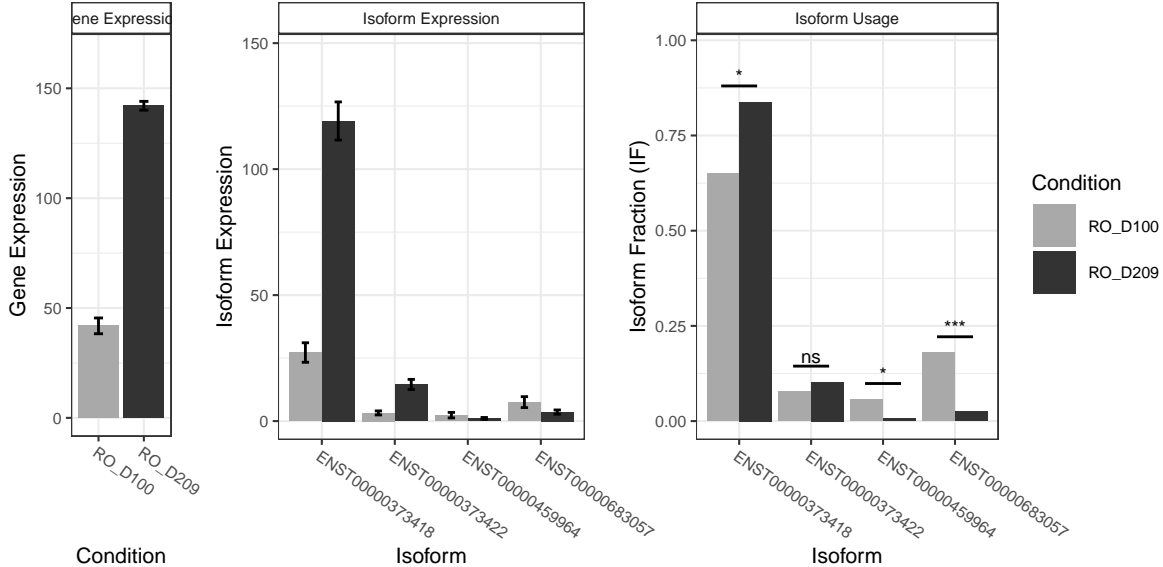 ene Expressio
Gene Expression
150
100
50
0
RO_D100
RO_D209
Condition
Isoform Expression
Isoform Expression
150
100
50
0
ENST00000373418
ENST00000373422
ENST00000459964
ENST00000683057
Isoform
Isoform Usage
Isoform Fraction (IF)
1.00
0.75
0.50
0.25
0.00
*
ns
*
***
ENST00000373418
ENST00000373422
ENST00000459964
ENST00000683057
Isoform
Condition
RO_D100
RO_D209